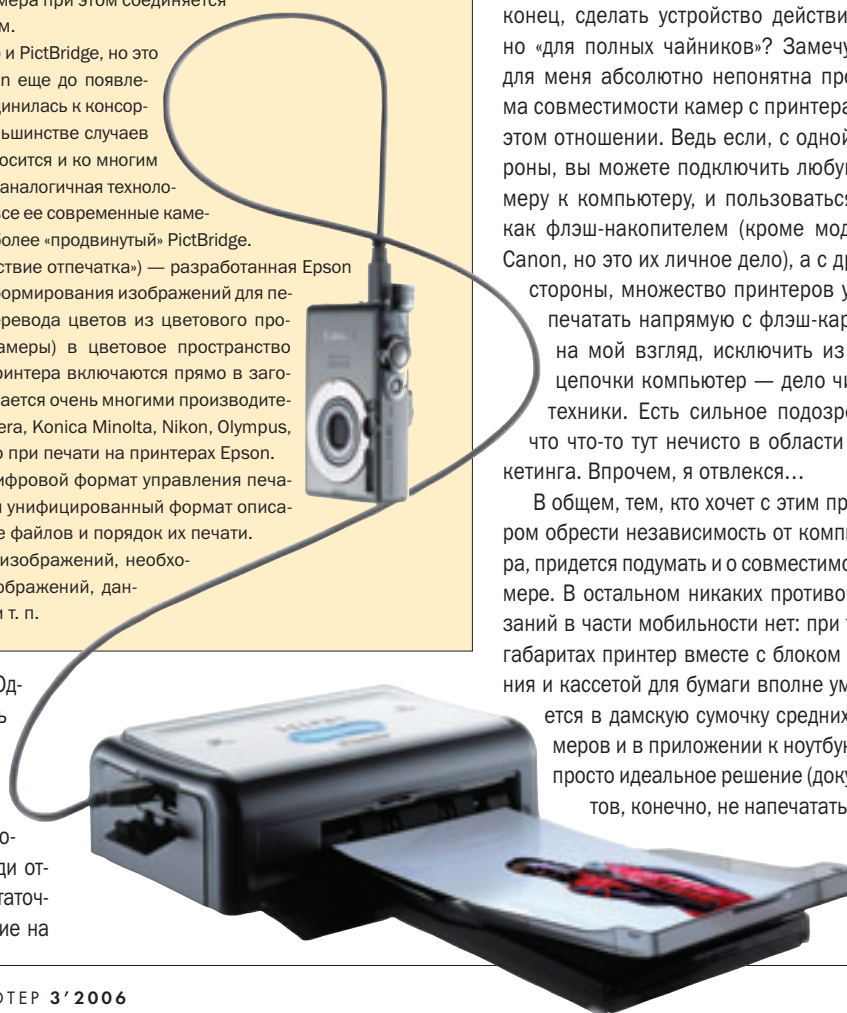 мера при этом соединяется
м.
и PictBridge, но это
n еще до появле-
динилась к консор-
ьшинстве случаев
осится и ко многим
аналогичная техноло-
се ее современные каме-
более «продвинутый» PictBridge.
ствие отпечатка») — разработанная Epson
ормирования изображений для пе-
еревода цветов из цветового про-
амеры) в цветовое пространство
ринтера включаются прямо в заго-
ается очень многими производите-
era, Konica Minolta, Nikon, Olympus,
о при печати на принтерах Epson.
ифровой формат управления печа-
унифицированный формат описа-
е файлов и порядок их печати.
изображений, необхо-
ображений, дан-
и т. п.
Од-
ь
о-
ди от-
таточ-
ие на
конец, сделать устройство действи
но «для полных чайников»? Замечу
для меня абсолютно непонятна про
ма совместимости камер с принтера
этом отношении. Ведь если, с одной
роны, вы можете подключить любу
меру к компьютеру, и пользоваться
как флэш-накопителем (кроме мод
Canon, но это их личное дело), а с др
стороны, множество принтеров у
печатать напрямую с флэш-кар
на мой взгляд, исключить из
цепочки компьютер — дело чи
техники. Есть сильное подозре
что что-то тут нечисто в области
кетинга. Впрочем, я отвлекся…
В общем, тем, кто хочет с этим пр
ром обрести независимость от комп
ра, придется подумать и о совместимо
мере. В остальном никаких противо
заний в части мобильности нет: при т
габаритах принтер вместе с блоком
ния и кассетой для бумаги вполне ум
ется в дамскую сумочку средних
меров и в приложении к ноутбук
просто идеальное решение (доку
тов, конечно, не напечатать
ОТЕР 3’2006